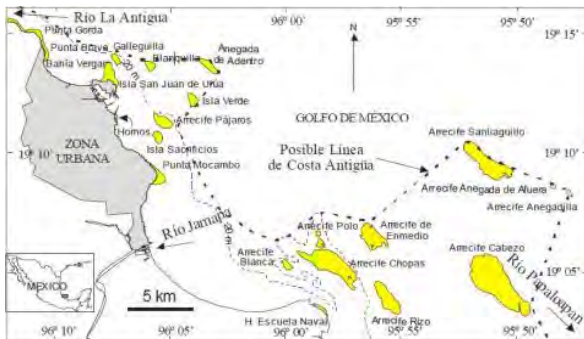 96° 00'
95° 55'
95° 50'
Río La Antigua
Punta Gorda
N
19° 15'
Punta Brava
Galleguilla
Anegada
de Adentro
Blanquilla
Bahía Vergara
20 m
Isla San Juan de Urúa
Isla Verde
GOLFO DE MÉXICO
Arrecife Pájaros
ZONA
URBANA
Hornos
Arrecife Santiaguillo
Posible Línea
de Costa Antigüa
19° 10'
Isla Sacrificios
19° 10'
Punta Mocambo
Arrecife Anegada de Afuera
Arrecife Anegadilla
Río Jamapa
20 m
Arrecife Polo
Arrecife de
Enmedio
Arrecife Cabezo
Arrecife
Blanca
Arrecife Chopas
19° 05'
Río Papaloapan
MÉXICO
5 km
H. Escuela Naval
Arrecife Rizo
96° 10'
96° 05'
96° 00'
95° 55'
95° 50'